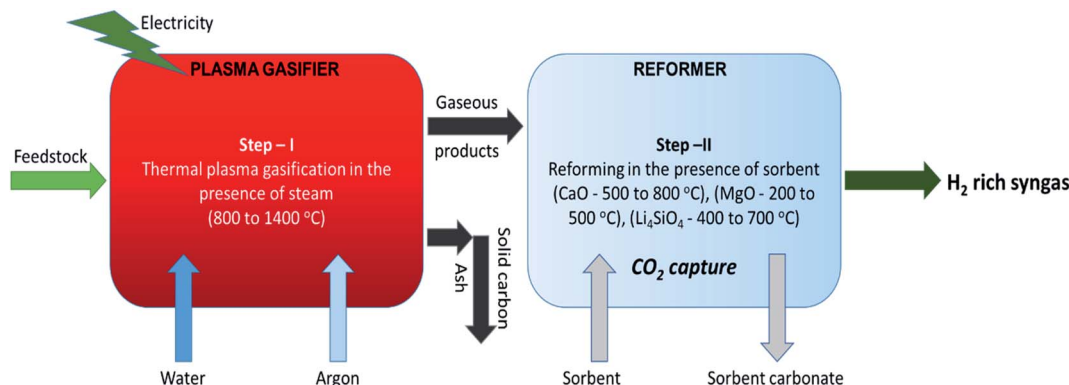 Electricity
PLASMA GASIFIER
Step – I
Thermal plasma gasification in the
presence of steam
(800 to 1400 °C)
Feedstock
Water
Argon
Gaseous
products
Solid carbon
Ash
REFORMER
Step –II
Reforming in the presence of sorbent
(CaO - 500 to 800 °C), (MgO - 200 to
500 °C), (Li₄SiO₄ - 400 to 700 °C)
CO₂ capture
Sorbent
Sorbent carbonate
H₂ rich syngas